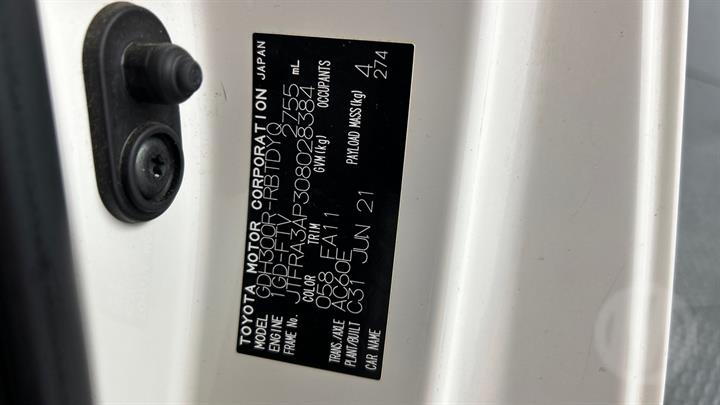 TOYOTA MOTOR CORPORATION JAPAN
MODEL GDH300R-RBTDYQ
ENGINE 1GD-FTV 2755 mL
FRAME No. JTFRA3AP308028384
COLOR TRIM GVM(kg) OCCUPANTS
058 FA11 4
TRANS./AXLE AC60E PAYLOAD MASS(kg)
PLANT/BUILT C31 JUN 21 274
CAR NAME